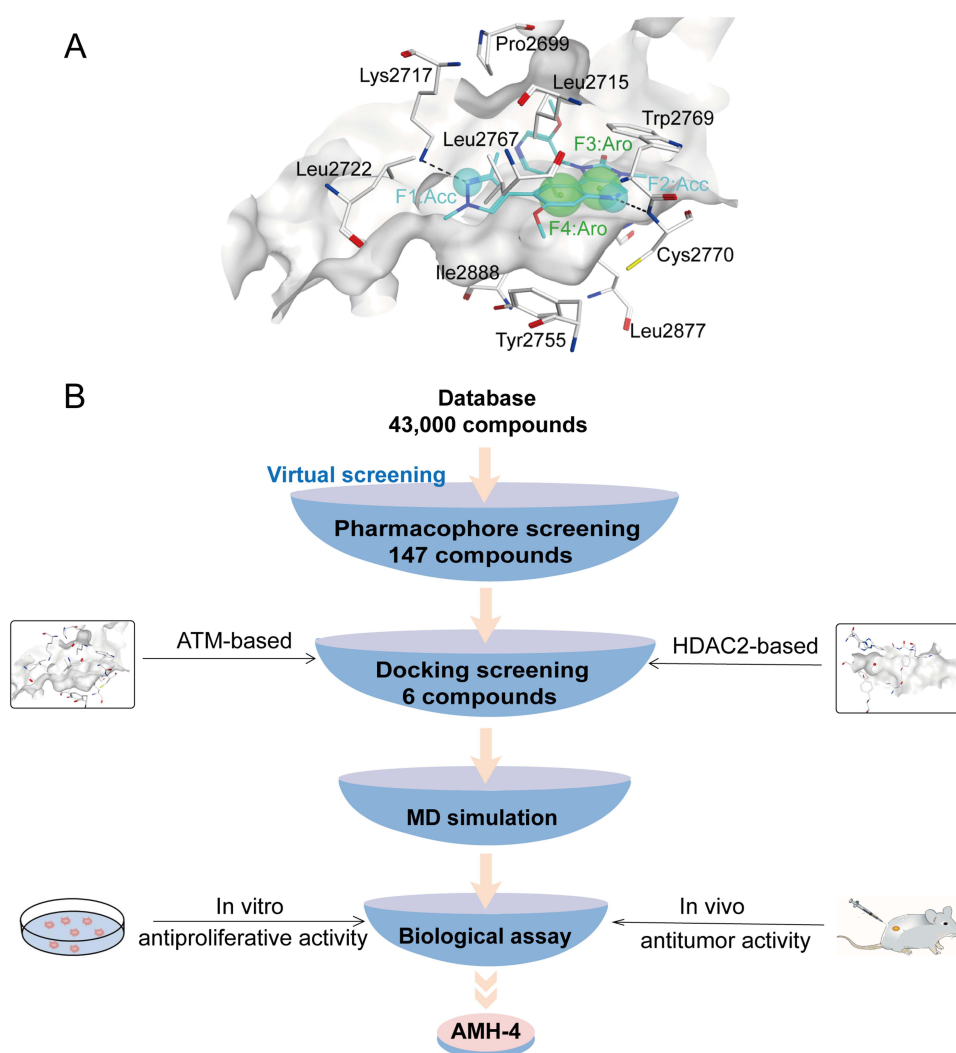 A
Pro2699
Lys2717
Leu2715
Trp2769
Leu2767
F3:Aro
Leu2722
F1:Acc
F2:Acc
F4:Aro
Cys2770
Ile2888
Leu2877
Tyr2755
B
Database
43,000 compounds
Virtual screening
Pharmacophore screening
147 compounds
ATM-based
HDAC2-based
Docking screening
6 compounds
MD simulation
In vitro
antiproliferative activity
In vivo
antitumor activity
Biological assay
AMH-4